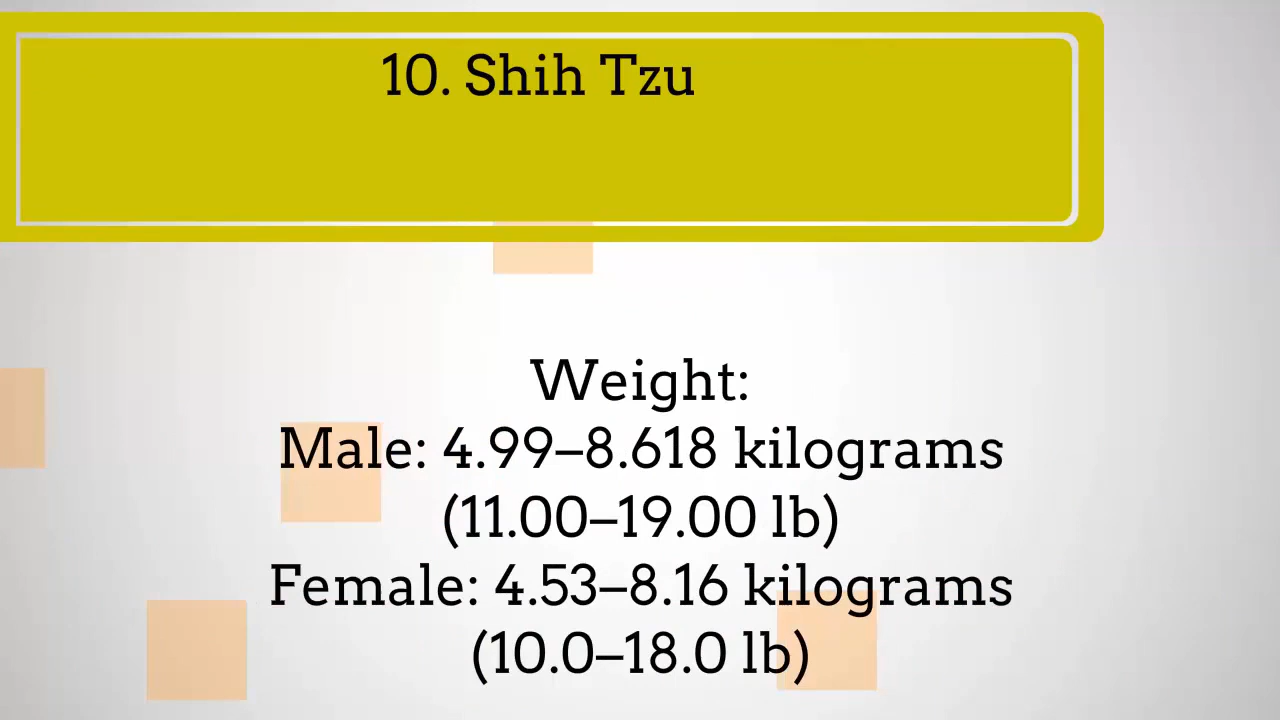 10. Shih Tzu
Weight:
Male: 4.99–8.618 kilograms
(11.00–19.00 lb)
Female: 4.53–8.16 kilograms
(10.0–18.0 lb)